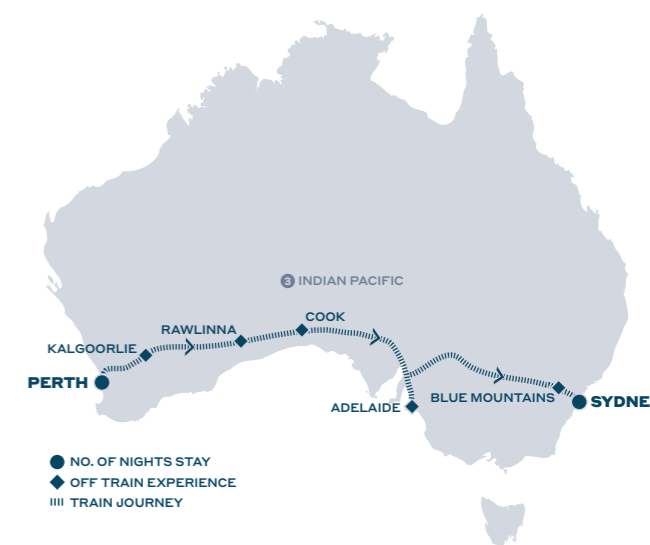 3 INDIAN PACIFIC
COOK
RAWLINNA
KALGOORLIE
PERTH
BLUE MOUNTAINS
SYDNE
ADELAIDE
NO. OF NIGHTS STAY
OFF TRAIN EXPERIENCE
TRAIN JOURNEY